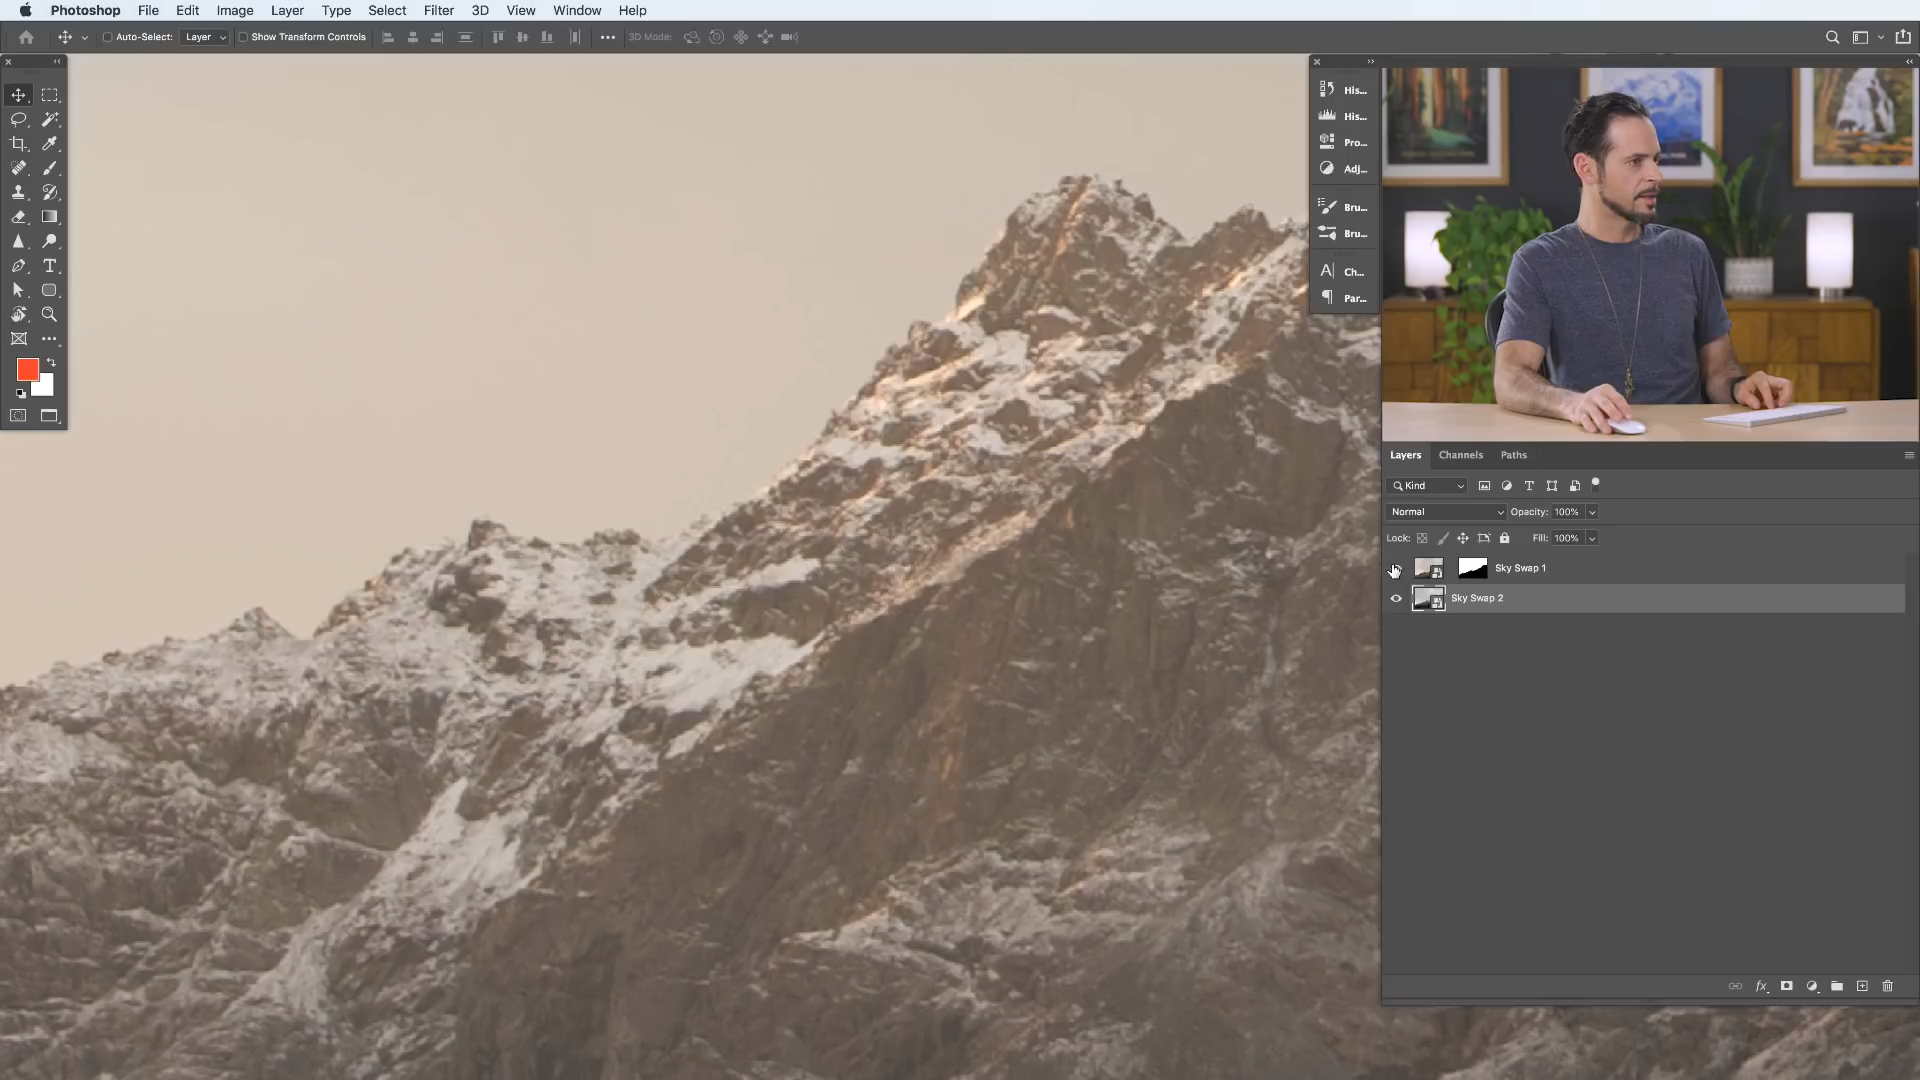 Photoshop File Edit Image Layer Type Select Filter 3D View Window Help
Auto-Select: Layer Show Transform Controls 3D Mode:
His...
His...
Pro...
Adj...
Bru...
Bru...
Ch...
Par...
Layers Channels Paths
Kind
Normal Opacity: 100%
Lock: Fill: 100%
Sky Swap 1
Sky Swap 2
fx